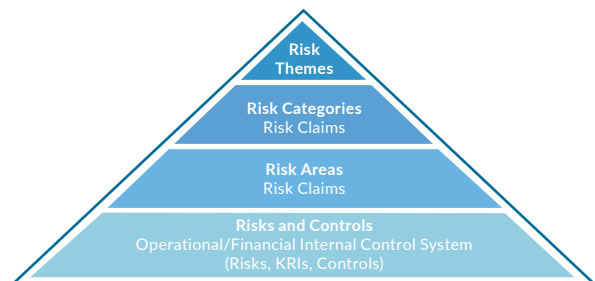 Risk
Themes
Risk Categories
Risk Claims
Risk Areas
Risk Claims
Risks and Controls
Operational/Financial Internal Control System
(Risks, KRIs, Controls)